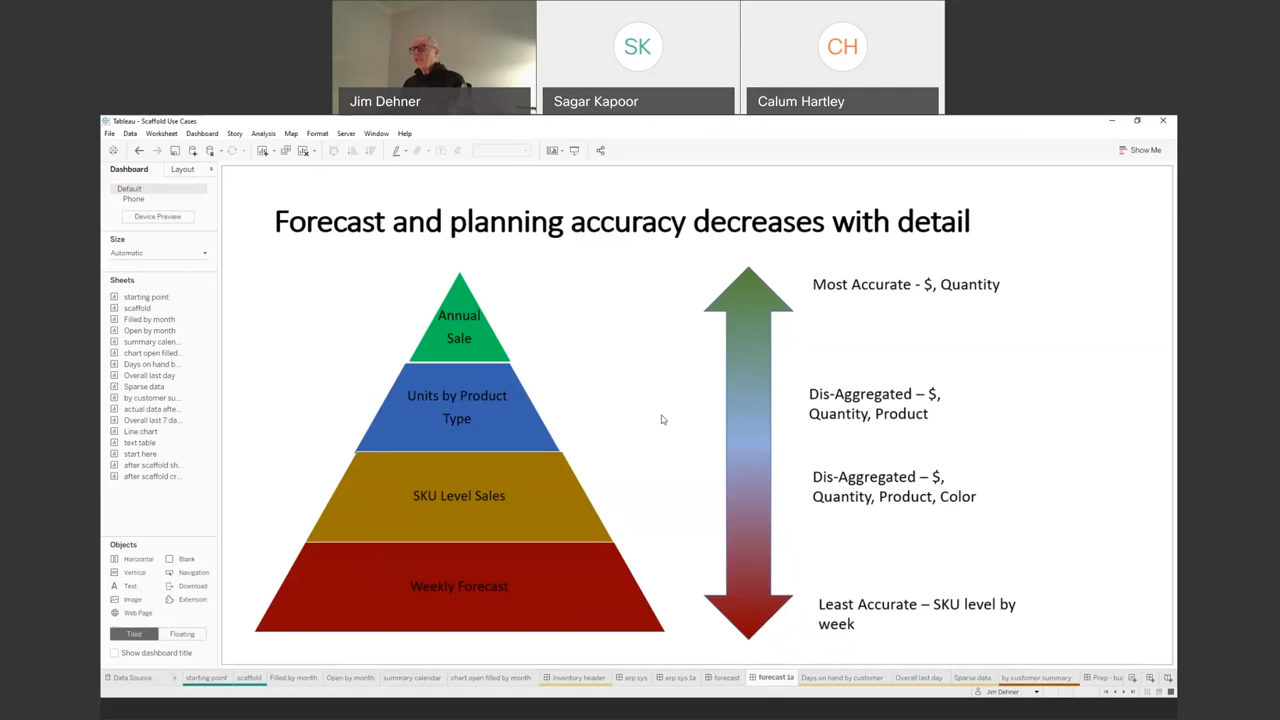 SK
CH
Jim Dehner
Sagar Kapoor
Calum Hartley
Tableau - Scaffold Use Cases
File Data Worksheet Dashboard Story Analysis Map Format Server Window Help
Show Me
Dashboard Layout
Default
Phone
Device Preview
Size
Automatic
Sheets
starting point
scaffold
Filled by month
Open by month
summary calen...
chart open filled...
Days on hand b...
Overall last day
Sparse data
by customer su...
actual data afte...
Overall last 7 da...
Line chart
text table
start here
after scaffold sh...
after scaffold cr...
Objects
Horizontal Blank
Vertical Navigation
Text Download
Image Extension
Web Page
Tiled Floating
Show dashboard title
Forecast and planning accuracy decreases with detail
Annual
Sale
Units by Product
Type
SKU Level Sales
Weekly Forecast
Most Accurate - $, Quantity
Dis-Aggregated – $,
Quantity, Product
Dis-Aggregated – $,
Quantity, Product, Color
Least Accurate – SKU level by
week
Data Source starting point scaffold Filled by month Open by month summary calendar chart open filled by month Inventory header erp sys erp sys 1a forecast forecast 1a Days on hand by customer Overall last day Sparse data by customer summary Prep - bui
Jim Dehner